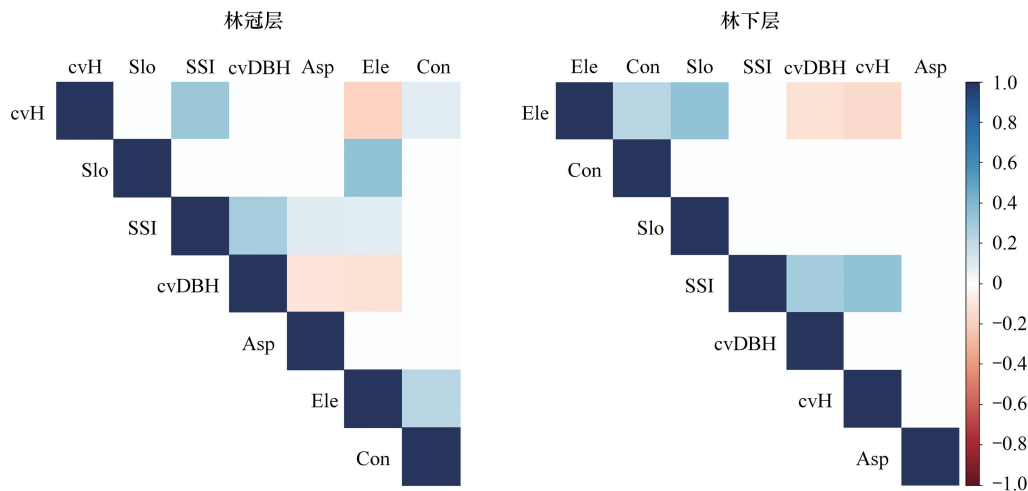 林冠层
林下层
cvH Slo SSI cvDBH Asp Ele Con
Ele Con Slo SSI cvDBH cvH Asp
cvH
Slo
SSI
cvDBH
Asp
Ele
Con
Ele
Con
Slo
SSI
cvDBH
cvH
Asp
1.0
0.8
0.6
0.4
0.2
0
−0.2
−0.4
−0.6
−0.8
−1.0